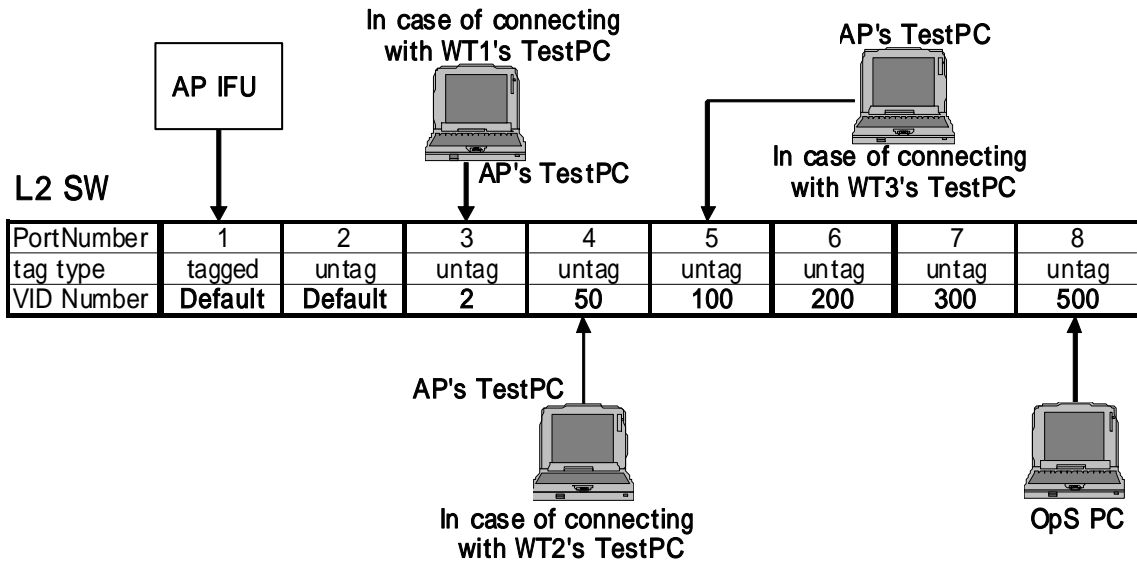 In case of connecting
with WT1's TestPC
AP IFU
AP's TestPC
AP's TestPC
In case of connecting
with WT3's TestPC
L2 SW
PortNumber 1 2 3 4 5 6 7 8
tag type tagged untag untag untag untag untag untag untag
VID Number Default Default 2 50 100 200 300 500
AP's TestPC
In case of connecting
with WT2's TestPC
OpS PC